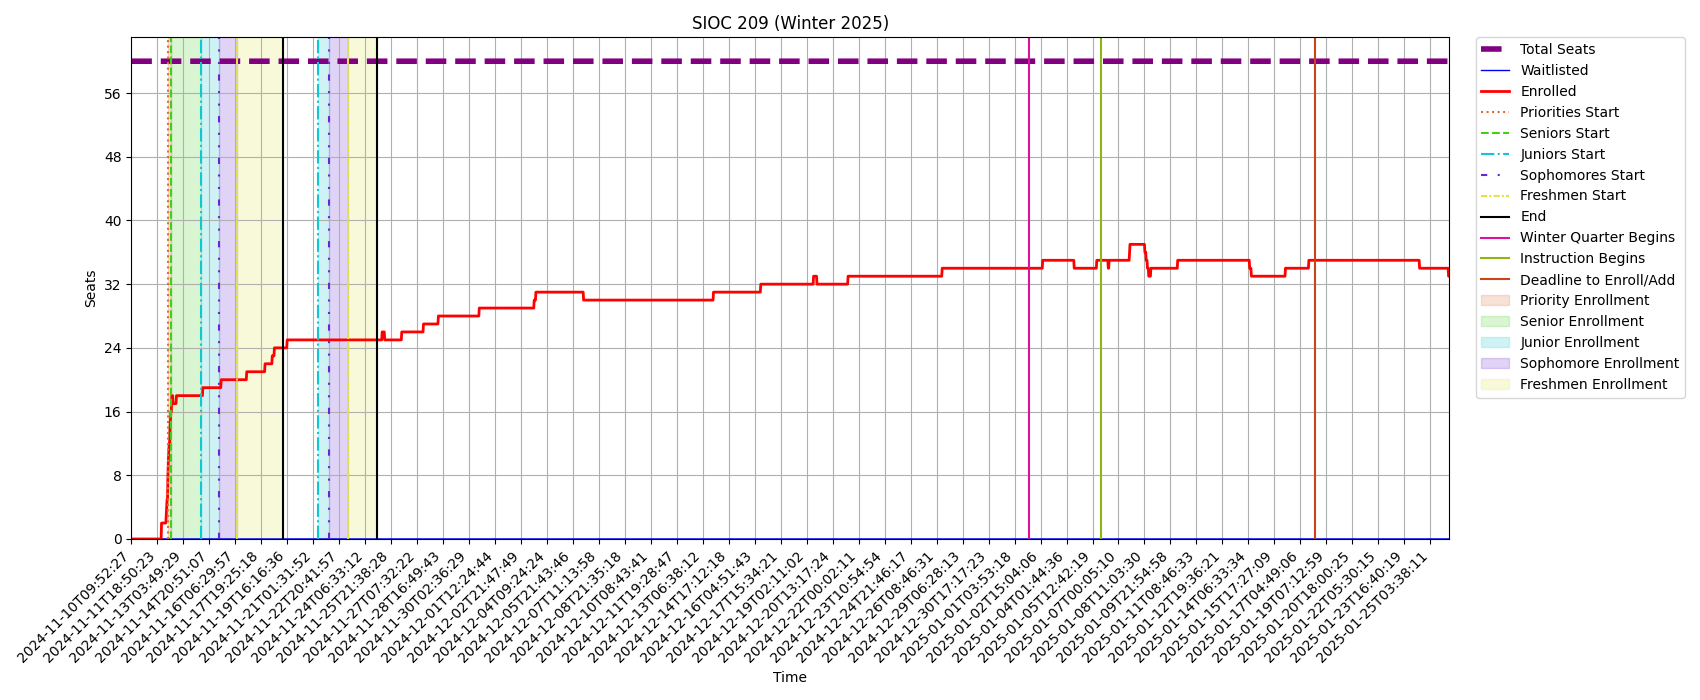 SIOC 209 (Winter 2025)
Seats
56
48
40
32
24
16
8
0
2024-11-10T09:52:27
2024-11-11T18:50:23
2024-11-13T03:49:29
2024-11-14T20:51:07
2024-11-16T06:29:57
2024-11-17T19:25:18
2024-11-19T16:16:36
2024-11-21T01:31:52
2024-11-22T20:41:57
2024-11-24T06:33:12
2024-11-25T21:38:28
2024-11-27T07:32:22
2024-11-28T16:49:43
2024-11-30T02:36:29
2024-12-01T12:24:44
2024-12-02T21:47:49
2024-12-04T09:24:24
2024-12-05T21:43:46
2024-12-07T11:13:58
2024-12-08T21:35:18
2024-12-10T08:43:41
2024-12-11T19:28:47
2024-12-13T06:38:12
2024-12-14T17:12:18
2024-12-16T04:51:43
2024-12-17T15:34:21
2024-12-19T02:11:02
2024-12-20T13:17:24
2024-12-22T00:02:11
2024-12-23T10:54:54
2024-12-24T21:46:17
2024-12-26T08:46:31
2024-12-29T06:28:13
2024-12-30T17:17:23
2025-01-01T03:53:18
2025-01-02T15:04:06
2025-01-04T01:44:36
2025-01-05T12:42:19
2025-01-07T00:05:10
2025-01-08T11:03:30
2025-01-09T21:54:58
2025-01-11T08:46:33
2025-01-12T19:36:21
2025-01-14T06:33:34
2025-01-15T17:27:09
2025-01-17T04:49:06
2025-01-19T07:12:59
2025-01-20T18:00:25
2025-01-22T05:30:15
2025-01-23T16:40:19
2025-01-25T03:38:11
Time
Total Seats
Waitlisted
Enrolled
Priorities Start
Seniors Start
Juniors Start
Sophomores Start
Freshmen Start
End
Winter Quarter Begins
Instruction Begins
Deadline to Enroll/Add
Priority Enrollment
Senior Enrollment
Junior Enrollment
Sophomore Enrollment
Freshmen Enrollment